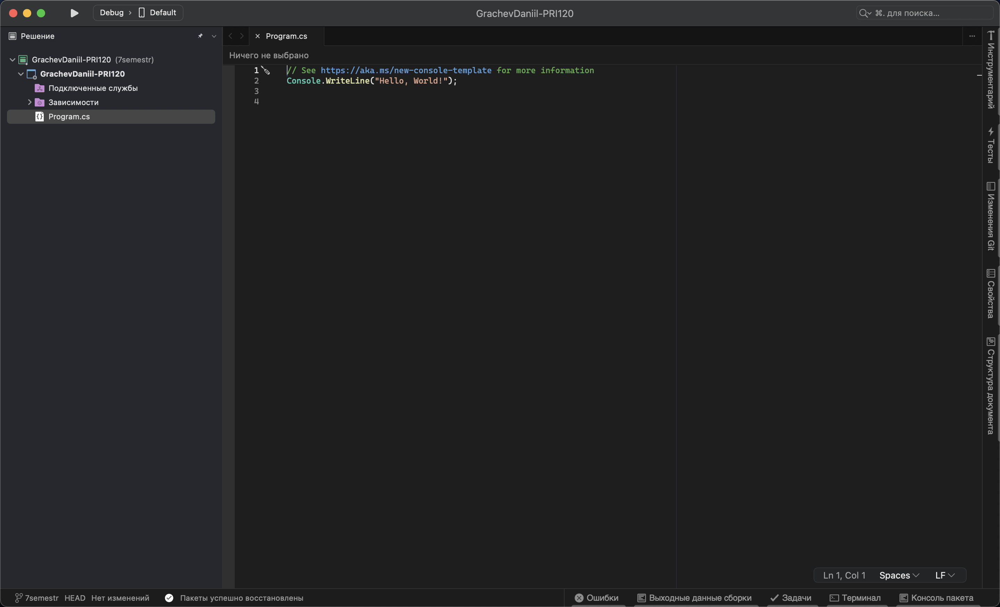 Debug › Default
GrachevDaniil-PRI120
⌘. для поиска...
Решение
Program.cs
GrachevDaniil-PRI120 (7semestr)
GrachevDaniil-PRI120
Подключенные службы
Зависимости
Program.cs
Ничего не выбрано
1 // See https://aka.ms/new-console-template for more information
2 Console.WriteLine("Hello, World!");
3
4
Инструментарий
Тесты
Изменения Git
Свойства
Структура документа
Ln 1, Col 1 Spaces LF
7semestr HEAD Нет изменений Пакеты успешно восстановлены
Ошибки Выходные данные сборки Задачи Терминал Консоль пакета